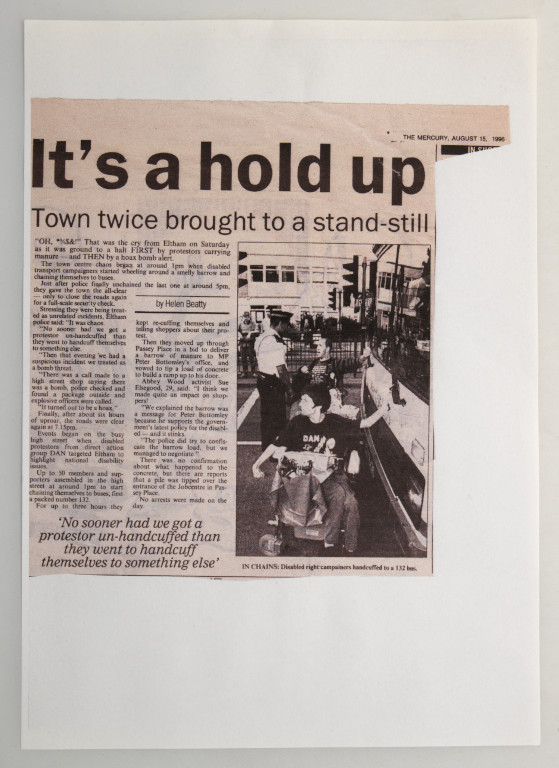 THE MERCURY, AUGUST 15, 1996
It's a hold up
Town twice brought to a stand-still
"OH, *%$&!" That was the cry from Eltham on Saturday
as it was ground to a halt FIRST by protestors carrying
manure — and THEN by a hoax bomb alert.
The town centre chaos began at around 1pm when disabled
transport campaigners started wheeling around a smelly barrow and
chaining themselves to buses.
Just after police finally unchained the last one at around 5pm,
they gave the town the all-clear
— only to close the roads again
for a full-scale security check.
Stressing they were being treat-
ed as unrelated incidents, Eltham
police said: "It was chaos.
"No sooner had we got a
protestor un-handcuffed than
they went to handcuff themselves
to something else.
"Then that evening we had a
suspicious incident we treated as
a bomb threat.
"There was a call made to a
high street shop saying there
was a bomb, police checked and
found a package outside and
explosive officers were called.
"It turned out to be a hoax."
Finally, after about six hours
of uproar, the roads were clear
again at 7.15pm.
Events began on the busy
high street when disabled
protestors from direct action
group DAN targeted Eltham to
highlight national disability
issues.
Up to 50 members and sup-
porters assembled in the high
street at around 1pm to start
chaining themselves to buses, first
a packed number 132.
For up to three hours they
by Helen Beatty
kept re-cuffing themselves and
telling shoppers about their pro-
test.
Then they moved up through
Passey Place in a bid to deliver
a barrow of manure to MP
Peter Bottomley's office, and
vowed to tip a load of concrete
to build a ramp up to his door.
Abbey Wood activist Sue
Elsegood, 29, said: "I think we
made quite an impact on shop-
pers!
"We explained the barrow was
a message for Peter Bottomley
because he supports the govern-
ment's latest policy for the disabl-
ed — and it stinks.
"The police did try to confis-
cate the barrow load, but we
managed to negotiate."
There was no confirmation
about what happened to the
concrete, but there are reports
that a pile was tipped over the
entrance of the Jobcentre in Pas-
sey Place.
No arrests were made on the
day.
'No sooner had we got a
protestor un-handcuffed than
they went to handcuff
themselves to something else'
DAN
IN CHAINS: Disabled right campainers handcuffed to a 132 bus.